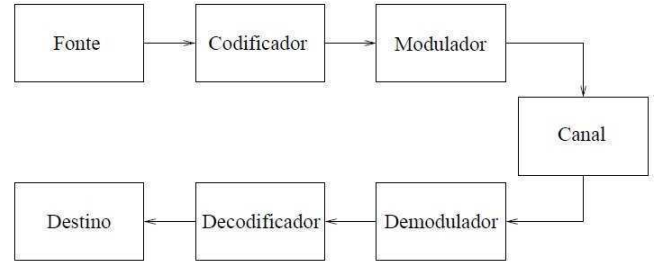 Fonte
Codificador
Modulador
Canal
Demodulador
Decodificador
Destino